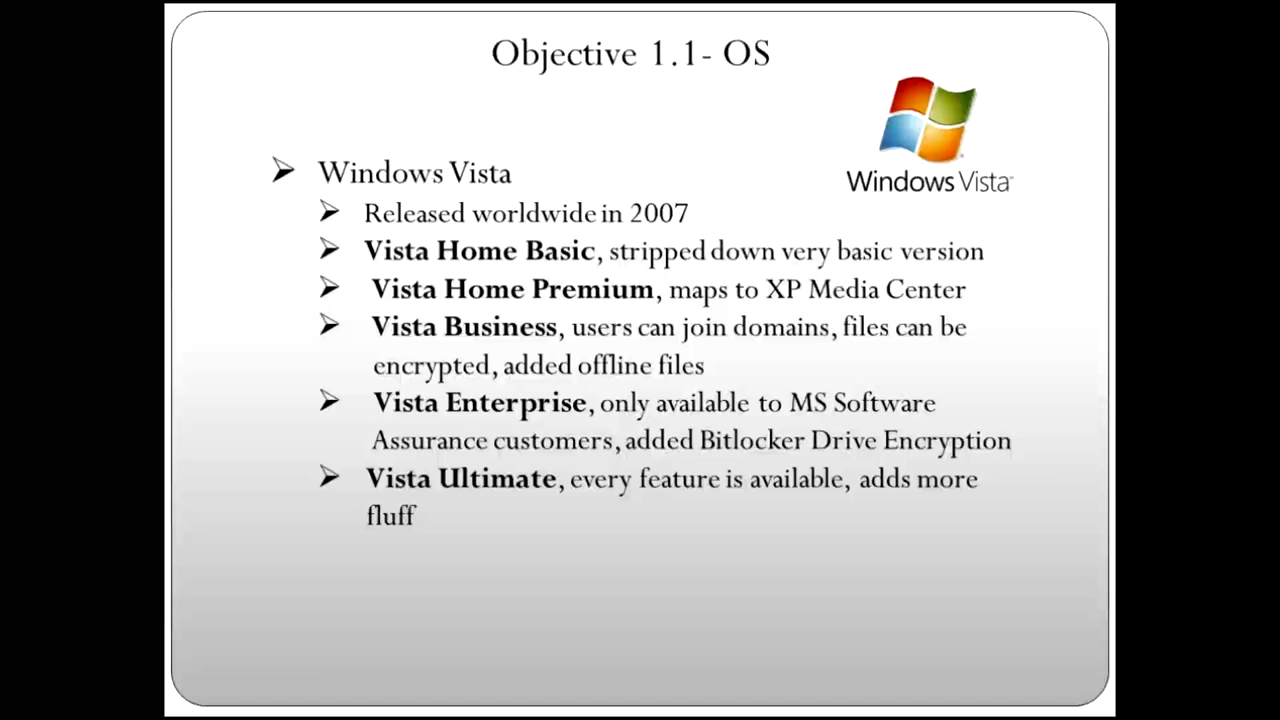 Objective 1.1- OS
Windows Vista
Windows Vista
Released worldwide in 2007
Vista Home Basic, stripped down very basic version
Vista Home Premium, maps to XP Media Center
Vista Business, users can join domains, files can be
encrypted, added offline files
Vista Enterprise, only available to MS Software
Assurance customers, added Bitlocker Drive Encryption
Vista Ultimate, every feature is available, adds more
fluff